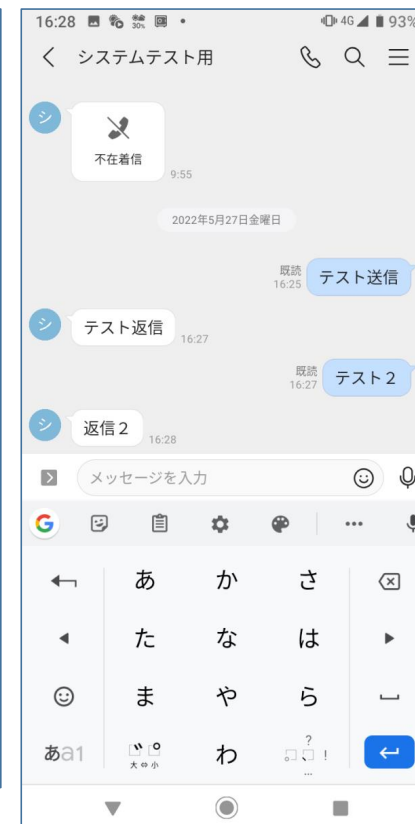 16:28 30% 4G 93%
システムテスト用
シ
不在着信
9:55
2022年5月27日金曜日
既読
16:25
テスト送信
シ
テスト返信
16:27
既読
16:27
テスト2
シ
返信2
16:28
メッセージを入力
G
あ か さ
た な は
ま や ら
あa1 大⇔小 わ ? ! …